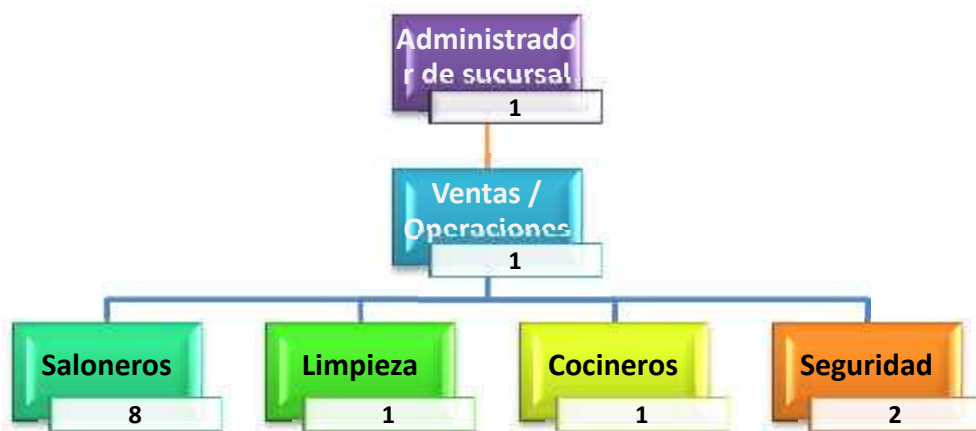 Administrado
r de sucursal
1
Ventas /
Operaciones
1
Saloneros
Limpieza
Cocineros
Seguridad
8
1
1
2